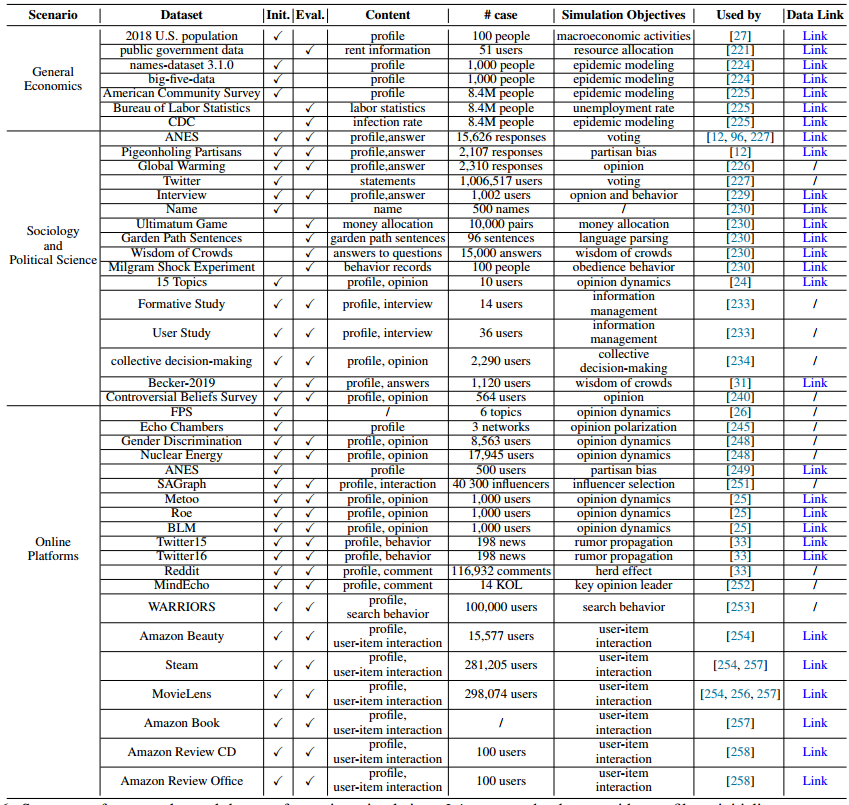 Scenario Dataset Init. Eval. Content # case Simulation Objectives Used by Data Link
General Economics
2018 U.S. population ✓ profile 100 people macroeconomic activities [27] Link
public government data ✓ rent information 51 users resource allocation [221] Link
names-dataset 3.1.0 ✓ profile 1,000 people epidemic modeling [224] Link
big-five-data ✓ profile 1,000 people epidemic modeling [224] Link
American Community Survey ✓ profile 8.4M people epidemic modeling [225] Link
Bureau of Labor Statistics ✓ labor statistics 8.4M people unemployment rate [225] Link
CDC ✓ infection rate 8.4M people epidemic modeling [225] Link
Sociology and Political Science
ANES ✓ ✓ profile,answer 15,626 responses voting [12, 96, 227] Link
Pigeonholing Partisans ✓ ✓ profile,answer 2,107 responses partisan bias [12] Link
Global Warming ✓ ✓ profile,answer 2,310 responses opinion [226] /
Twitter ✓ statements 1,006,517 users voting [227] /
Interview ✓ ✓ profile,answer 1,002 users opnion and behavior [229] Link
Name ✓ name 500 names / [230] Link
Ultimatum Game ✓ money allocation 10,000 pairs money allocation [230] Link
Garden Path Sentences ✓ garden path sentences 96 sentences language parsing [230] Link
Wisdom of Crowds ✓ answers to questions 15,000 answers wisdom of crowds [230] Link
Milgram Shock Experiment ✓ behavior records 100 people obedience behavior [230] Link
15 Topics ✓ profile, opinion 10 users opinion dynamics [24] Link
Formative Study ✓ ✓ profile, interview 14 users information management [233] /
User Study ✓ ✓ profile, interview 36 users information management [233] /
collective decision-making ✓ ✓ profile, opinion 2,290 users collective decision-making [234] /
Becker-2019 ✓ ✓ profile, answers 1,120 users wisdom of crowds [31] Link
Controversial Beliefs Survey ✓ ✓ profile, opinion 564 users opinion [240] /
Online Platforms
FPS ✓ / 6 topics opinion dynamics [26] /
Echo Chambers ✓ profile 3 networks opinion polarization [245] /
Gender Discrimination ✓ ✓ profile, opinion 8,563 users opinion dynamics [248] /
Nuclear Energy ✓ ✓ profile, opinion 17,945 users opinion dynamics [248] /
ANES ✓ profile 500 users partisan bias [249] Link
SAGraph ✓ ✓ profile, interaction 40 300 influencers influencer selection [251] /
Metoo ✓ ✓ profile, opinion 1,000 users opinion dynamics [25] Link
Roe ✓ ✓ profile, opinion 1,000 users opinion dynamics [25] Link
BLM ✓ ✓ profile, opinion 1,000 users opinion dynamics [25] Link
Twitter15 ✓ ✓ profile, behavior 198 news rumor propagation [33] Link
Twitter16 ✓ ✓ profile, behavior 198 news rumor propagation [33] Link
Reddit ✓ ✓ profile, comment 116,932 comments herd effect [33] /
MindEcho ✓ ✓ profile, comment 14 KOL key opinion leader [252] /
WARRIORS ✓ ✓ profile, search behavior 100,000 users search behavior [253] /
Amazon Beauty ✓ ✓ profile, user-item interaction 15,577 users user-item interaction [254] Link
Steam ✓ ✓ profile, user-item interaction 281,205 users user-item interaction [254, 257] Link
MovieLens ✓ ✓ profile, user-item interaction 298,074 users user-item interaction [254, 256, 257] Link
Amazon Book ✓ ✓ profile, user-item interaction / user-item interaction [257] Link
Amazon Review CD ✓ ✓ profile, user-item interaction 100 users user-item interaction [258] Link
Amazon Review Office ✓ ✓ profile, user-item interaction 100 users user-item interaction [258] Link